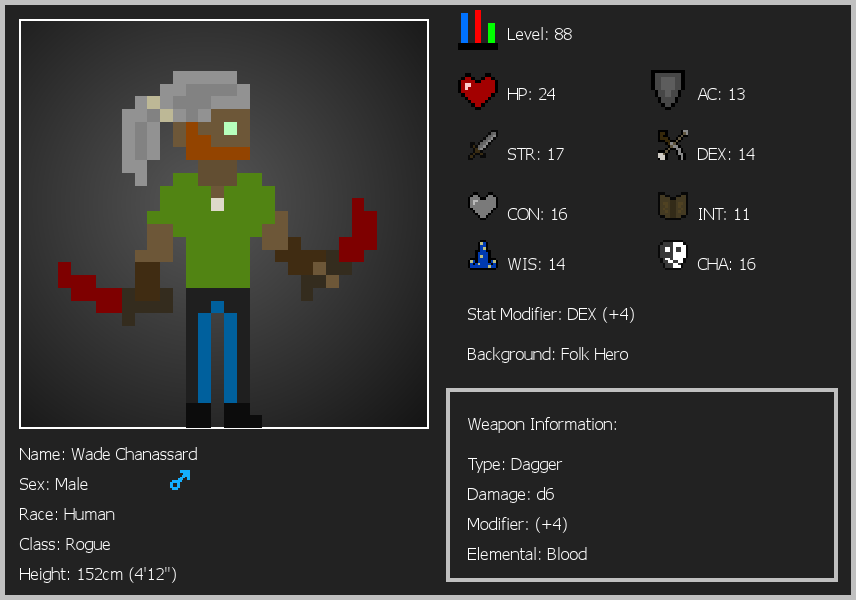 Level: 88
HP: 24
AC: 13
STR: 17
DEX: 14
CON: 16
INT: 11
WIS: 14
CHA: 16
Stat Modifier: DEX (+4)
Background: Folk Hero
Weapon Information:
Type: Dagger
Damage: d6
Modifier: (+4)
Elemental: Blood
Name: Wade Chanassard
Sex: Male
Race: Human
Class: Rogue
Height: 152cm (4'12")